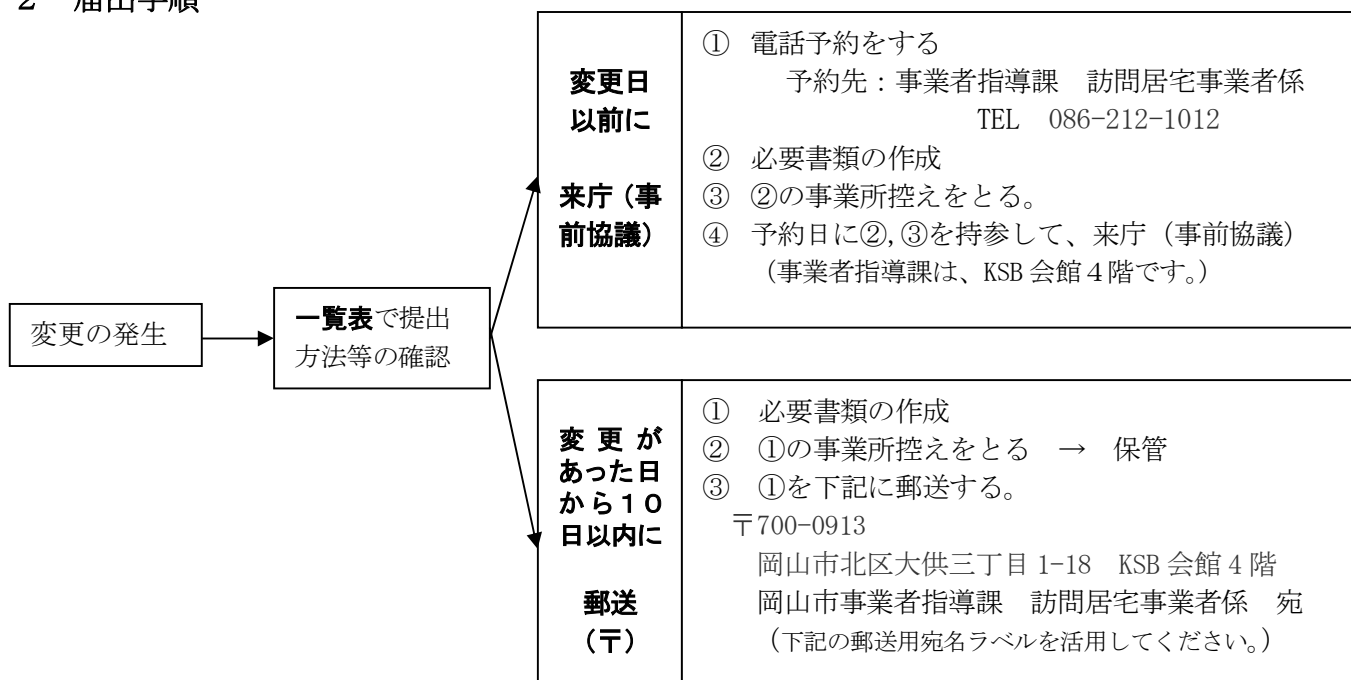 ２　届出手順
変更の発生
一覧表で提出
方法等の確認
変更日
以前に
来庁（事
前協議）
① 電話予約をする
予約先：事業者指導課　訪問居宅事業者係
TEL　086-212-1012
② 必要書類の作成
③ ②の事業所控えをとる。
④ 予約日に②,③を持参して、来庁（事前協議）
（事業者指導課は、KSB 会館４階です。）
変更が
あった日
から１０
日以内に
郵送
（〒）
① 必要書類の作成
② ①の事業所控えをとる　→　保管
③ ①を下記に郵送する。
〒700-0913
岡山市北区大供三丁目 1-18　KSB 会館 4 階
岡山市事業者指導課　訪問居宅事業者係　宛
（下記の郵送用宛名ラベルを活用してください。）